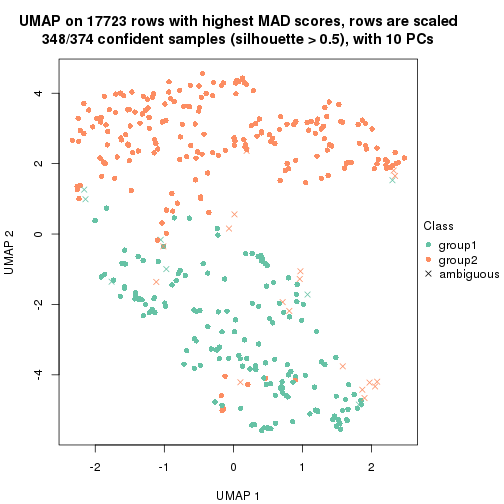 UMAP on 17723 rows with highest MAD scores, rows are scaled
348/374 confident samples (silhouette > 0.5), with 10 PCs
4
2
0
-2
-4
UMAP 2
Class
group1
group2
ambiguous
-2
-1
0
1
2
UMAP 1